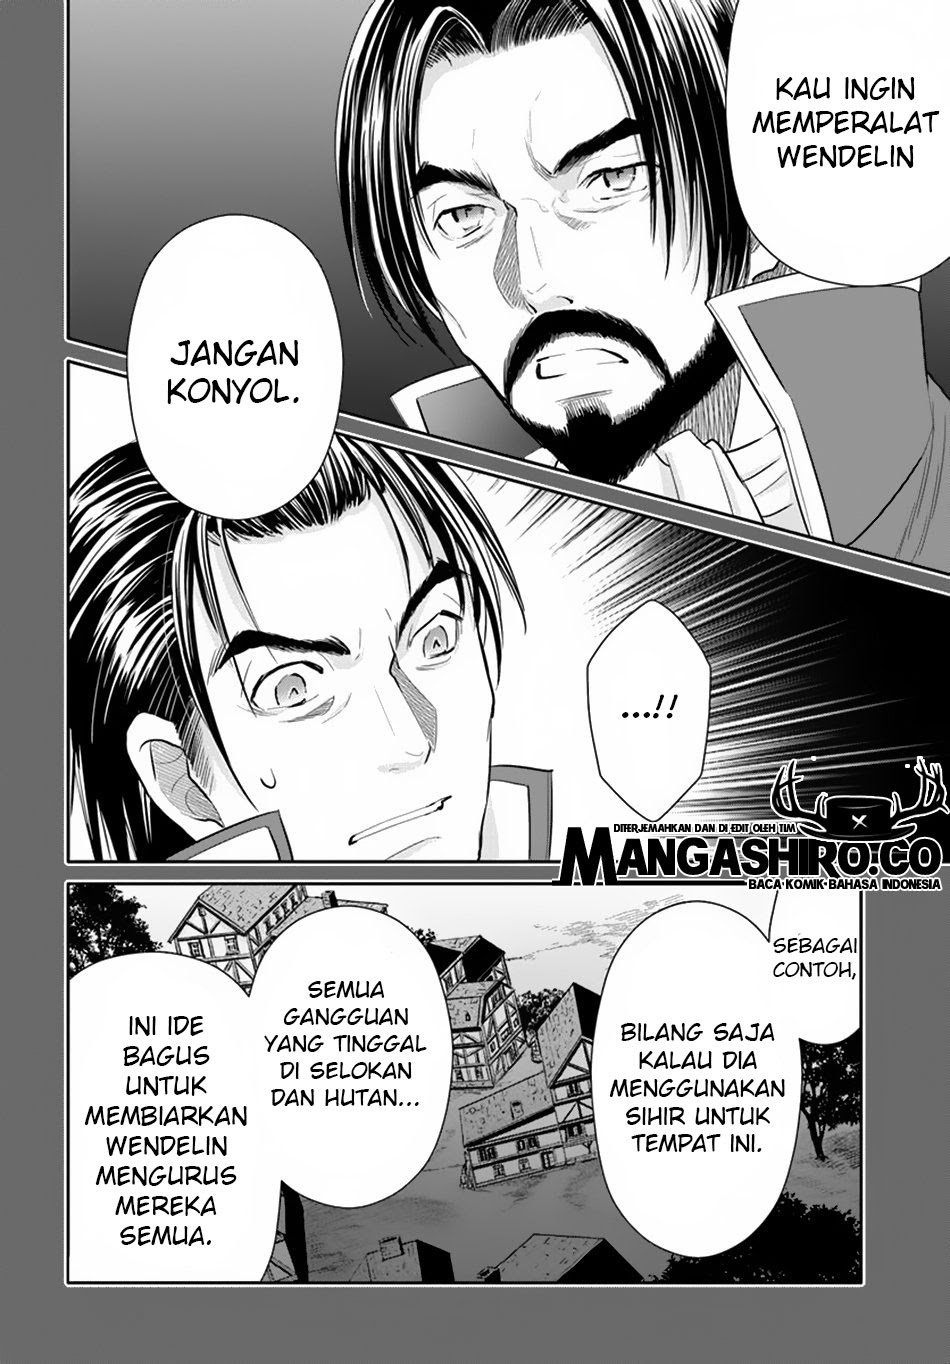 KAU INGIN
MEMPERALAT
WENDELIN
JANGAN
KONYOL.
...!!
DITERJEMAHKAN DAN DI EDIT OLEH TIM
MANGASHIRO.CO
BACA KOMIK BAHASA INDONESIA
SEBAGAI
CONTOH,
BILANG SAJA
KALAU DIA
MENGGUNAKAN
SIHIR UNTUK
TEMPAT INI.
SEMUA
GANGGUAN
YANG TINGGAL
DI SELOKAN
DAN HUTAN...
INI IDE
BAGUS
UNTUK
MEMBIARKAN
WENDELIN
MENGURUS
MEREKA
SEMUA.